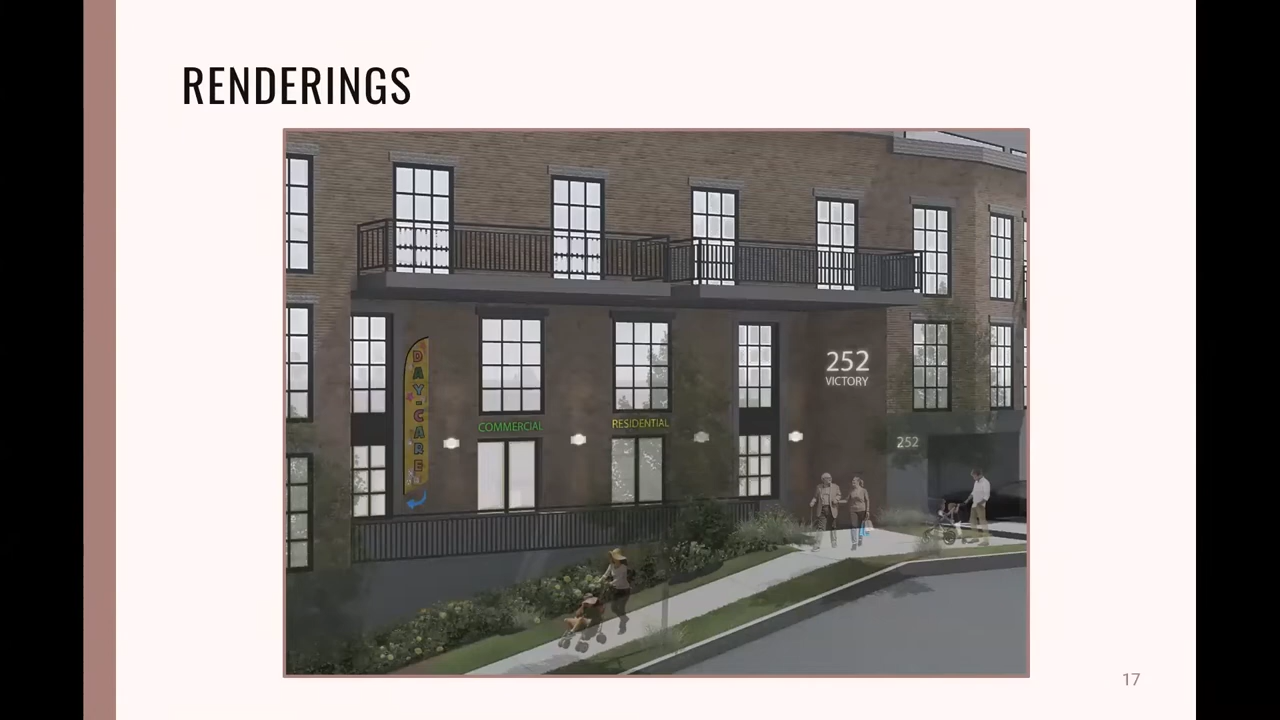 RENDERINGS
DAY-CARE
252
VICTORY
COMMERCIAL
RESIDENTIAL
252
17